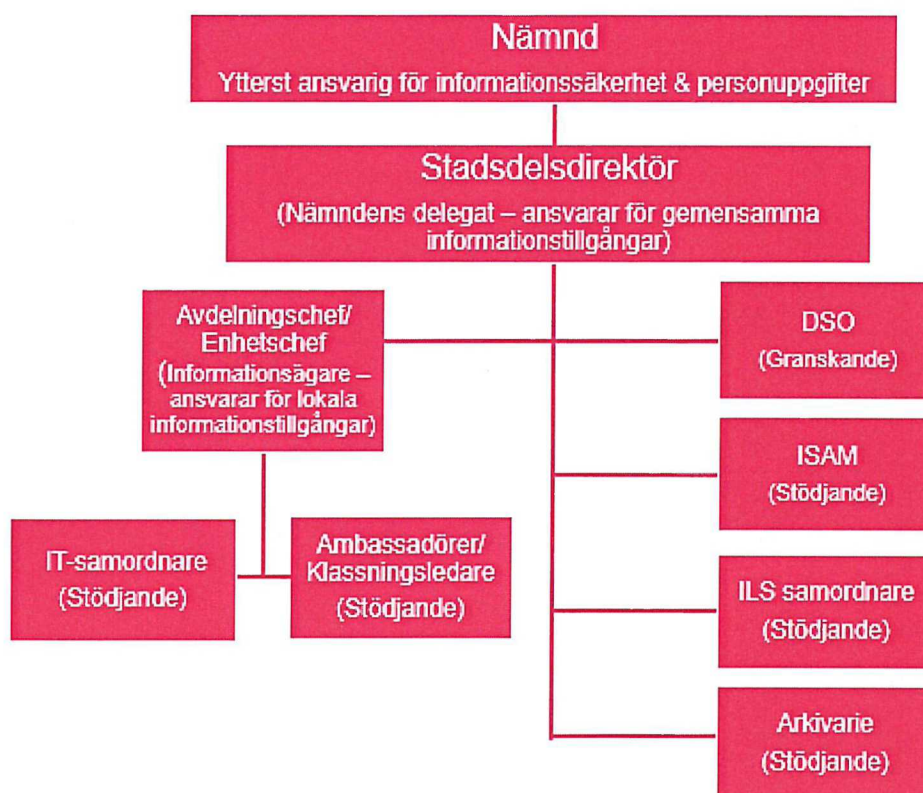 Nämnd
Ytterst ansvarig för informationssäkerhet & personuppgifter
Stadsdelsdirektör
(Nämndens delegat – ansvarar för gemensamma
informationstillgångar)
Avdelningschef/
Enhetschef
(Informationsägare –
ansvarar för lokala
informationstillgångar)
DSO
(Granskande)
ISAM
(Stödjande)
IT-samordnare
(Stödjande)
Ambassadörer/
Klassningsledare
(Stödjande)
ILS samordnare
(Stödjande)
Arkivarie
(Stödjande)